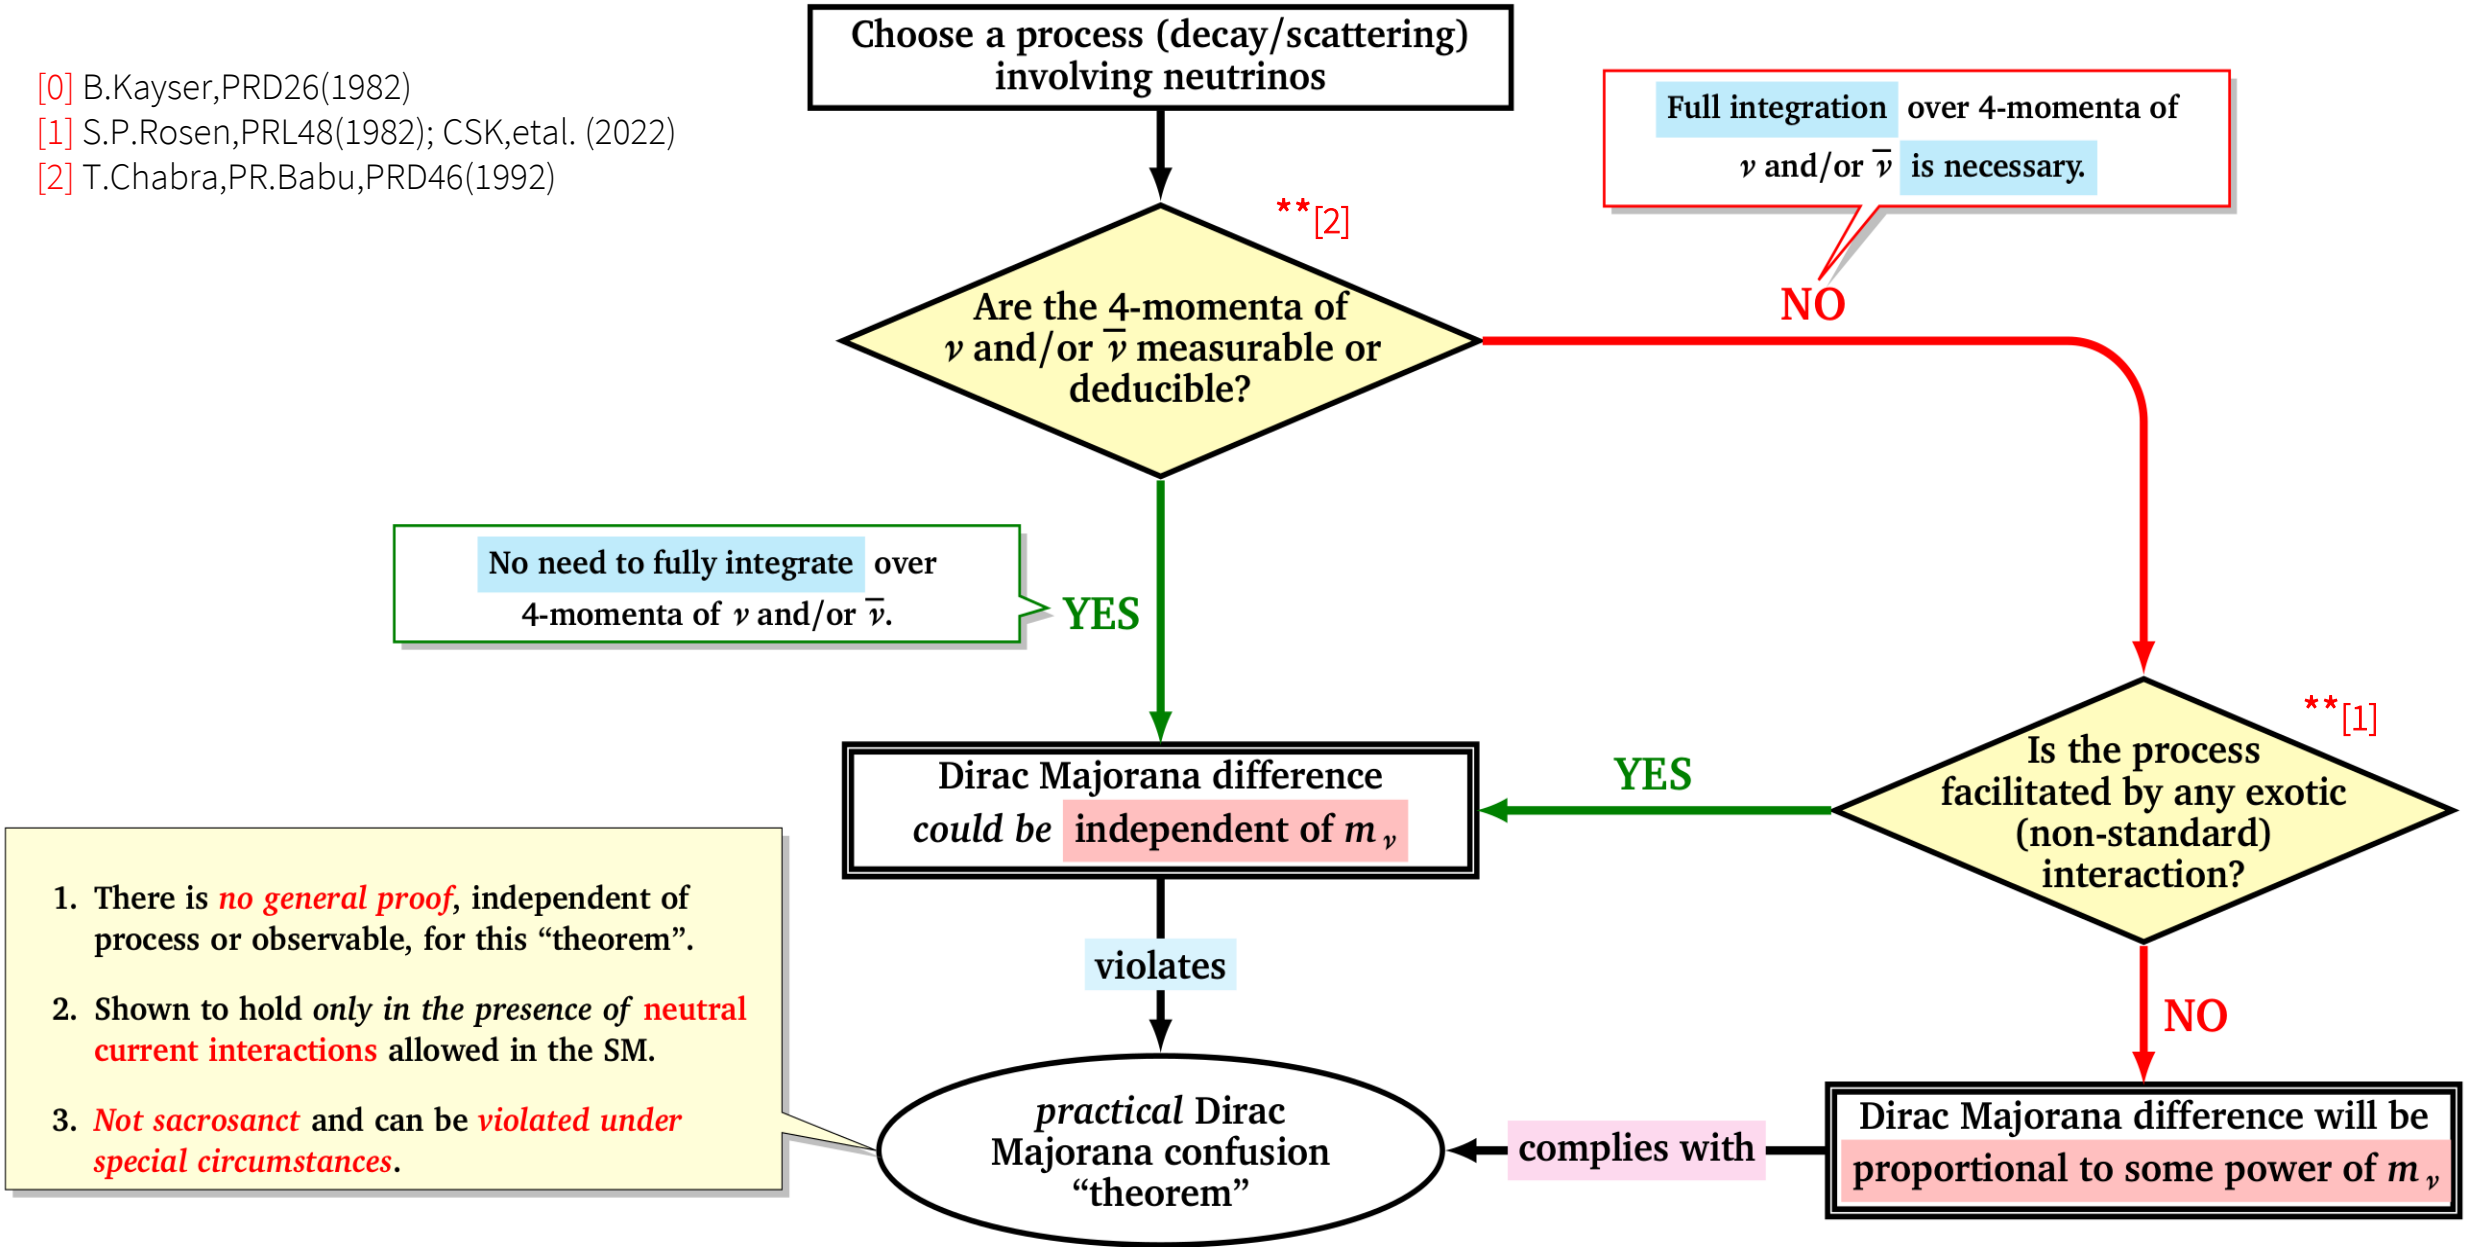 Choose a process (decay/scattering)
involving neutrinos
[0] B.Kayser,PRD26(1982)
[1] S.P.Rosen,PRL48(1982); CSK,etal. (2022)
[2] T.Chabra,PR.Babu,PRD46(1992)
Full integration over 4-momenta of
ν and/or ν̅ is necessary.
**[2]
NO
Are the 4-momenta of
ν and/or ν̅ measurable or
deducible?
No need to fully integrate over
4-momenta of ν and/or ν̅.
YES
**[1]
Is the process
facilitated by any exotic
(non-standard)
interaction?
YES
Dirac Majorana difference
could be independent of mν
1. There is no general proof, independent of
process or observable, for this “theorem”.
2. Shown to hold only in the presence of neutral
current interactions allowed in the SM.
3. Not sacrosanct and can be violated under
special circumstances.
violates
NO
practical Dirac
Majorana confusion
“theorem”
complies with
Dirac Majorana difference will be
proportional to some power of mν